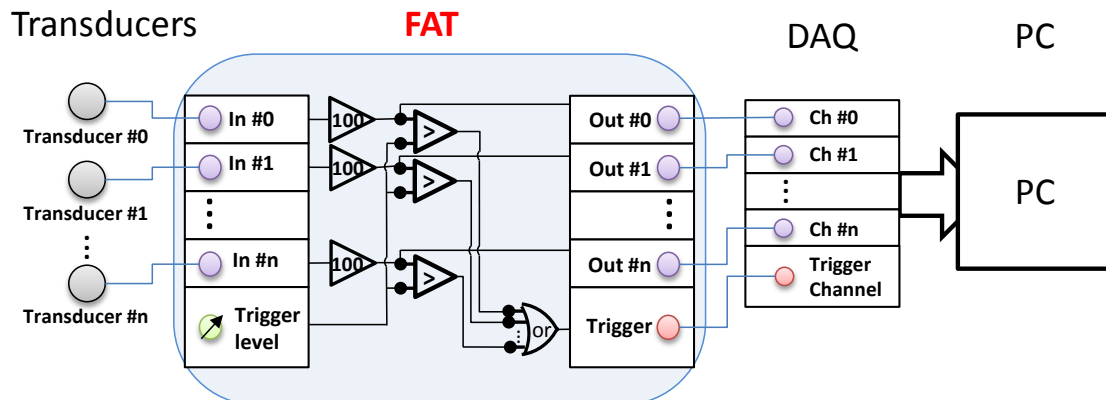 Transducers
FAT
DAQ
PC
Transducer #0
Transducer #1
⋮
Transducer #n
In #0
In #1
⋮
In #n
Trigger
level
100
100
100
>
>
>
or
Out #0
Out #1
⋮
Out #n
Trigger
Ch #0
Ch #1
⋮
Ch #n
Trigger
Channel
PC